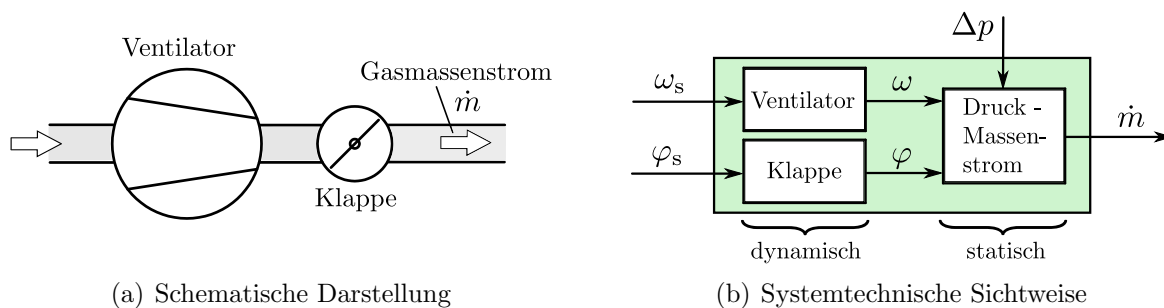 Ventilator
Gasmassenstrom
ṁ
Klappe
(a) Schematische Darstellung
Δp
ω_s
Ventilator
ω
Druck -
Massen-
strom
ṁ
φ_s
Klappe
φ
dynamisch
statisch
(b) Systemtechnische Sichtweise